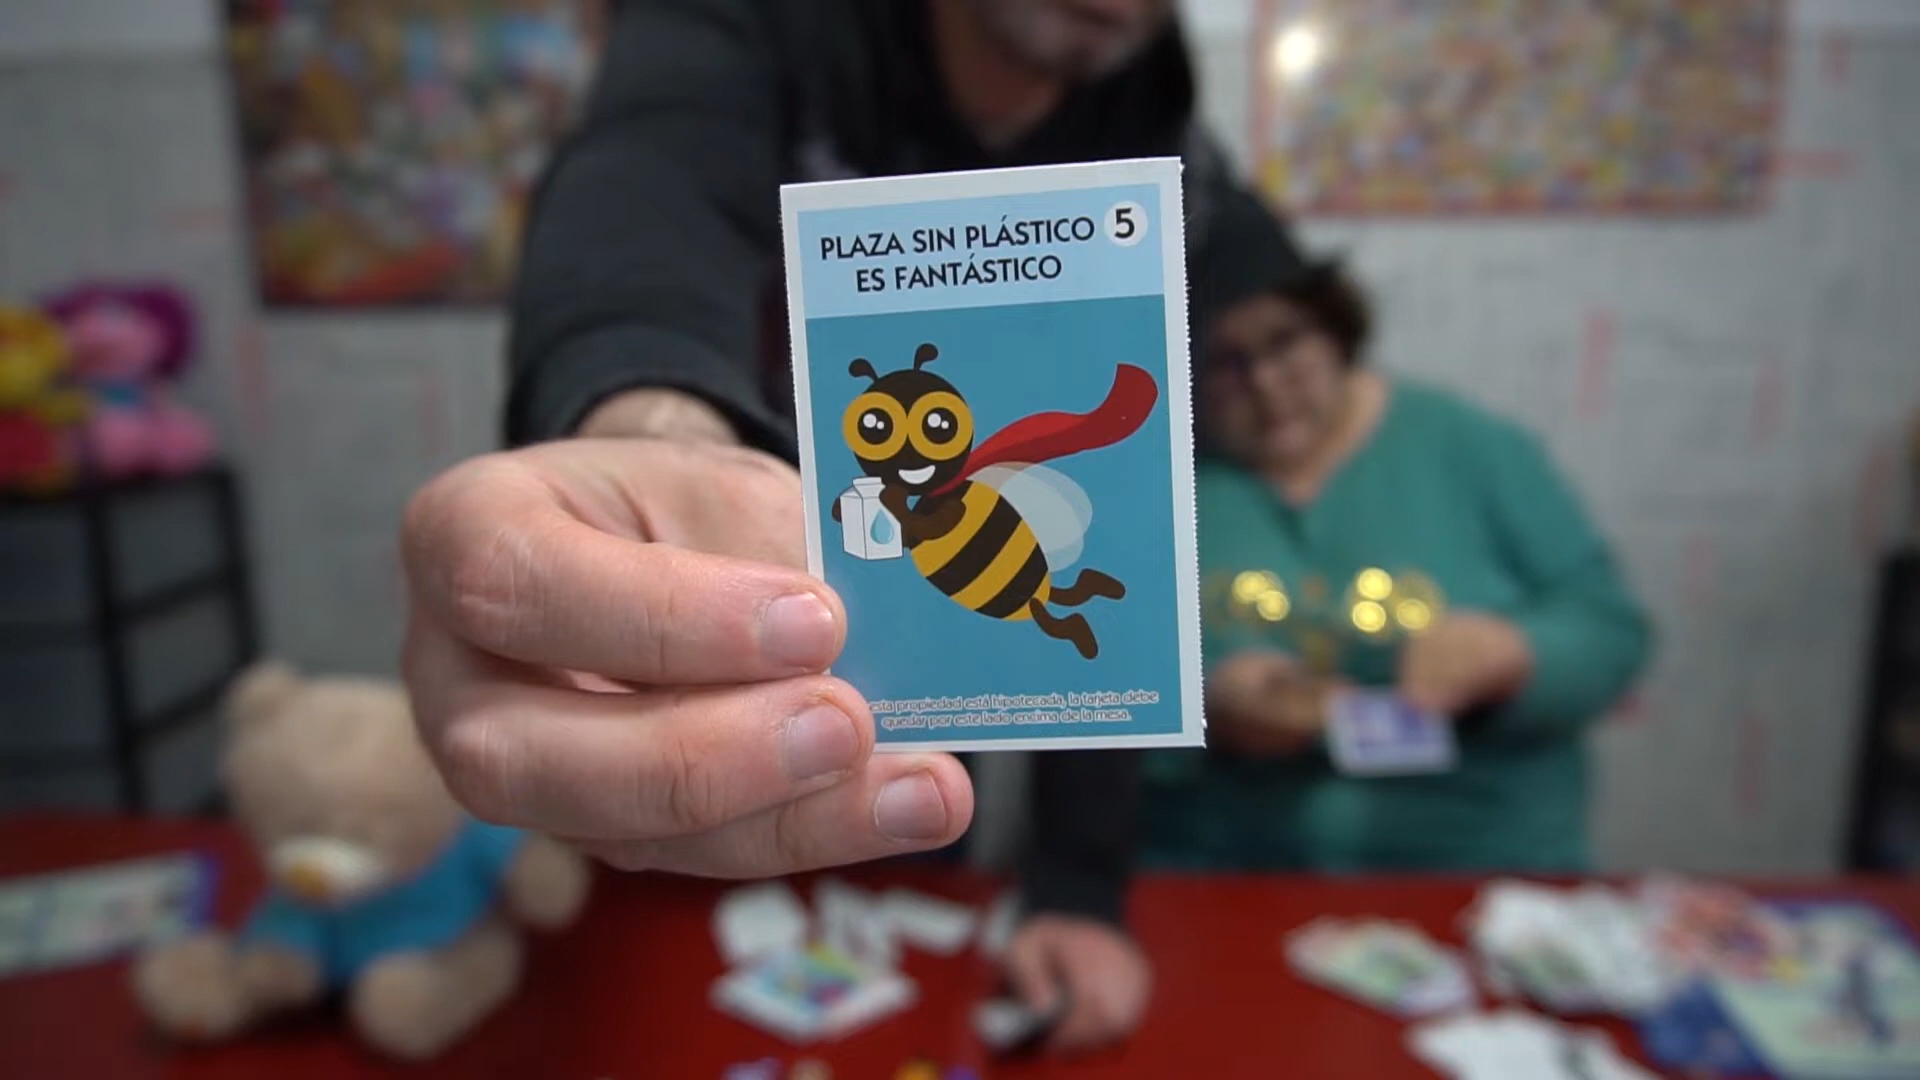 PLAZA SIN PLÁSTICO 5
ES FANTÁSTICO
esta propiedad está hipotecada, la tarjeta debe
quedar por este lado encima de la mesa.